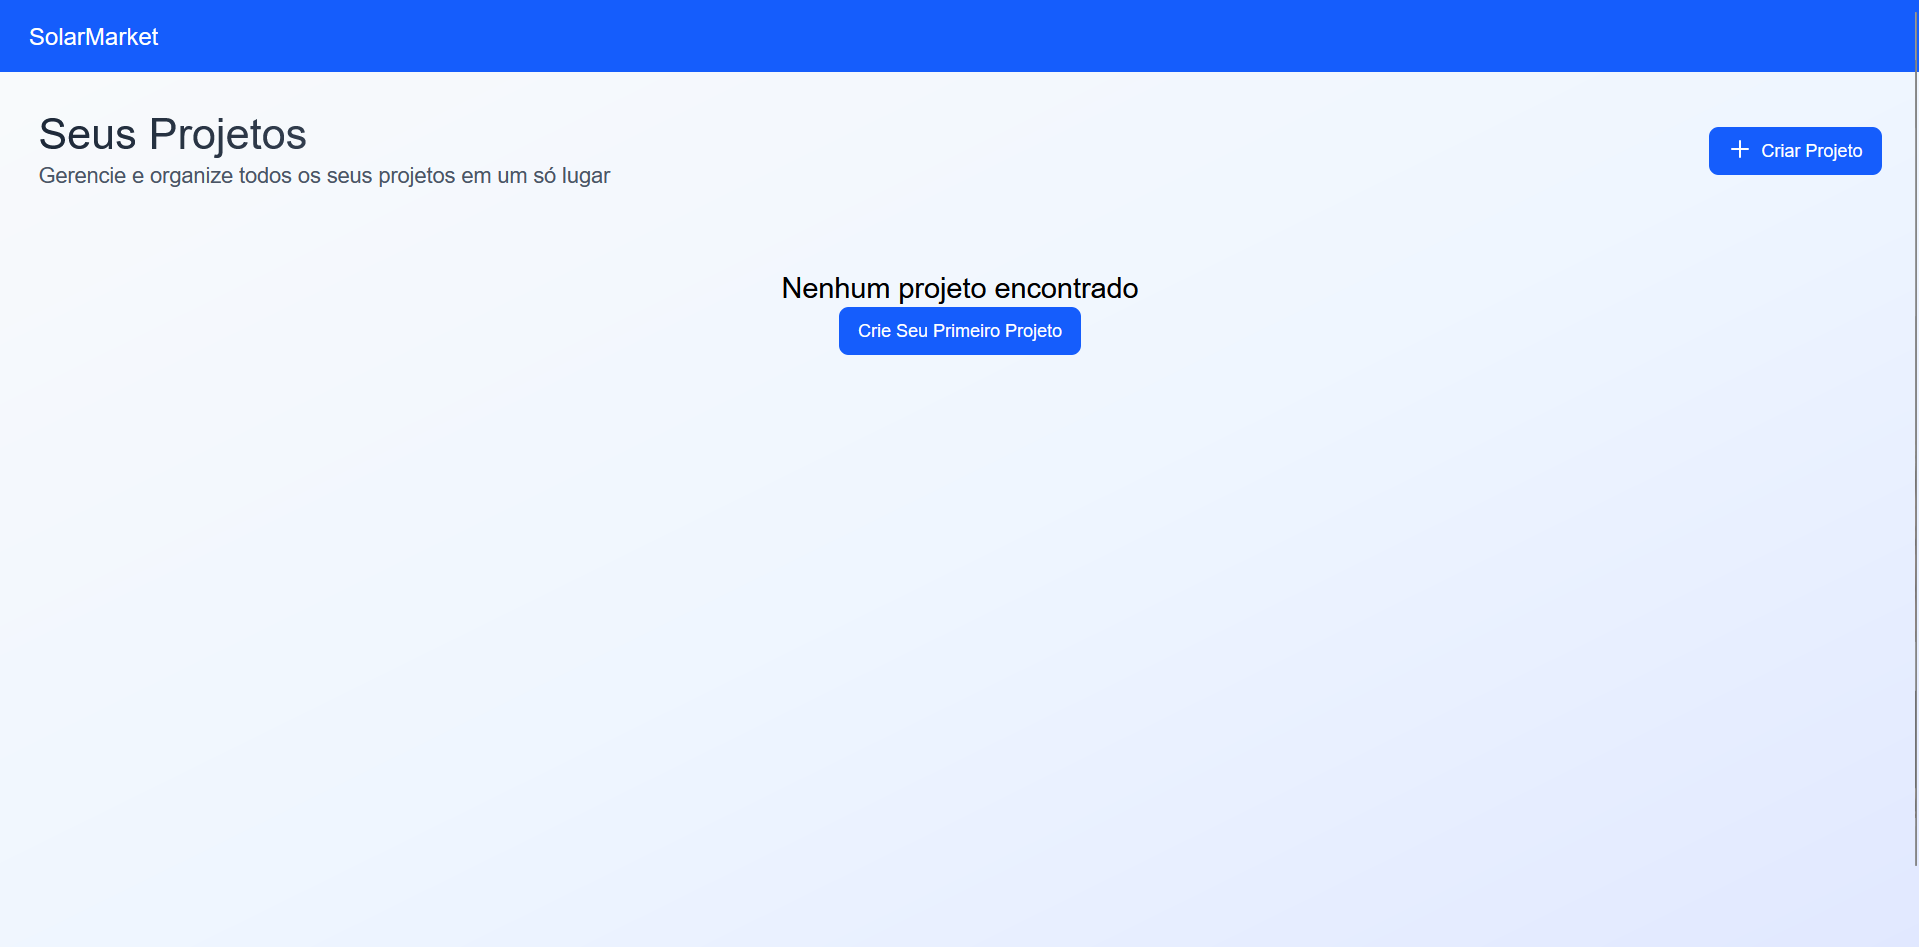 SolarMarket
Seus Projetos
Gerencie e organize todos os seus projetos em um só lugar
Criar Projeto
Nenhum projeto encontrado
Crie Seu Primeiro Projeto